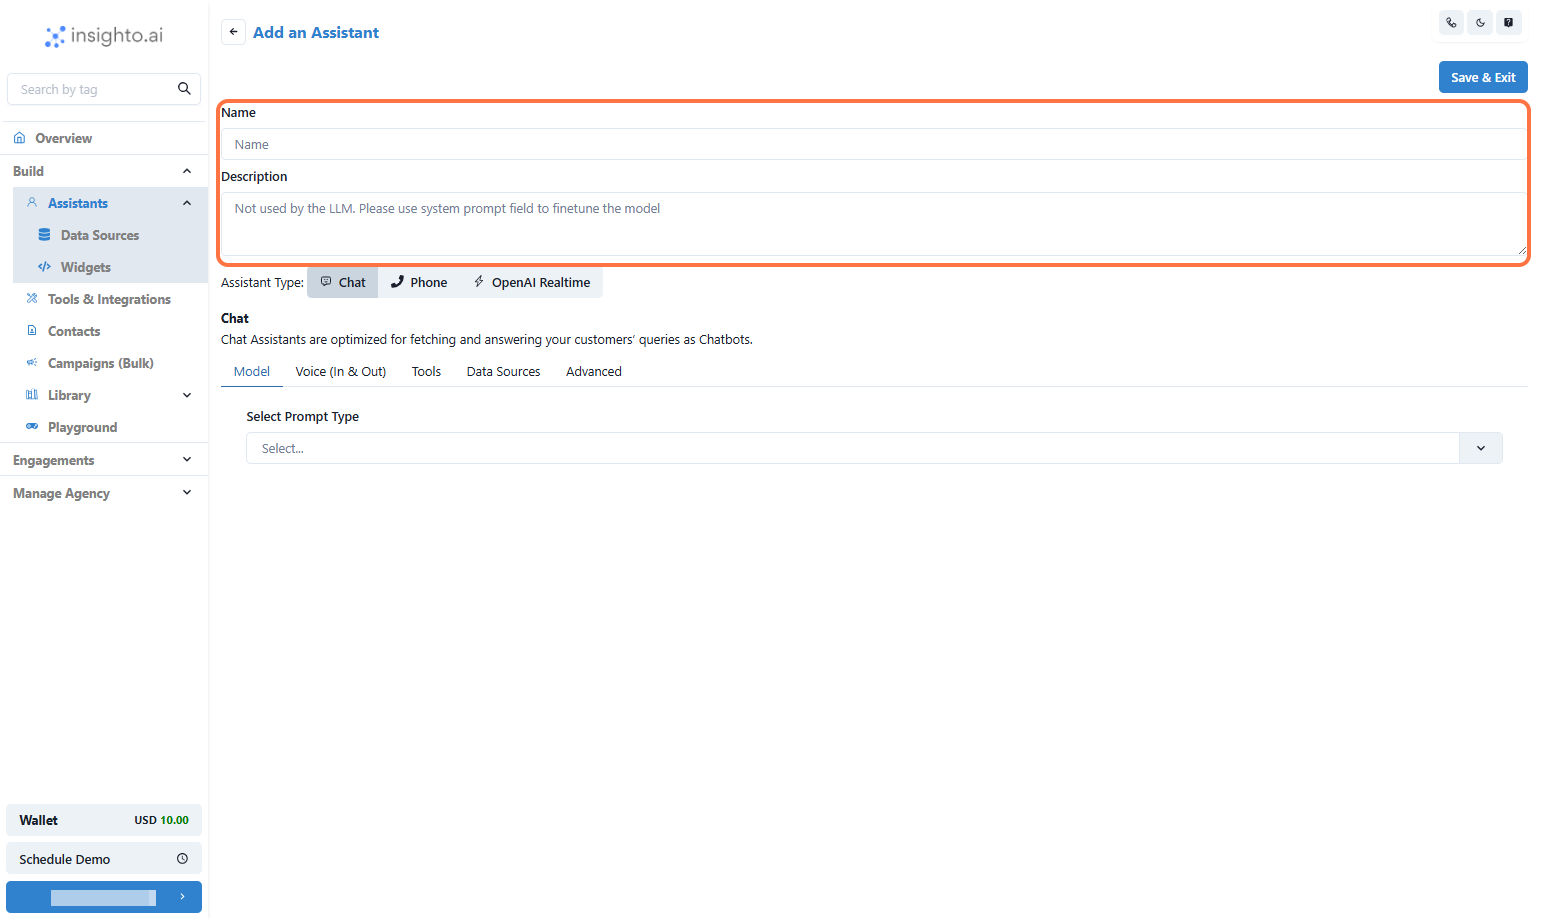 insighto.ai
Add an Assistant
Search by tag
Save & Exit
Overview
Build
Assistants
Data Sources
Widgets
Tools & Integrations
Contacts
Campaigns (Bulk)
Library
Playground
Engagements
Manage Agency
Name
Name
Description
Not used by the LLM. Please use system prompt field to finetune the model
Assistant Type: Chat Phone OpenAI Realtime
Chat
Chat Assistants are optimized for fetching and answering your customers' queries as Chatbots.
Model Voice (In & Out) Tools Data Sources Advanced
Select Prompt Type
Select...
Wallet USD 10.00
Schedule Demo